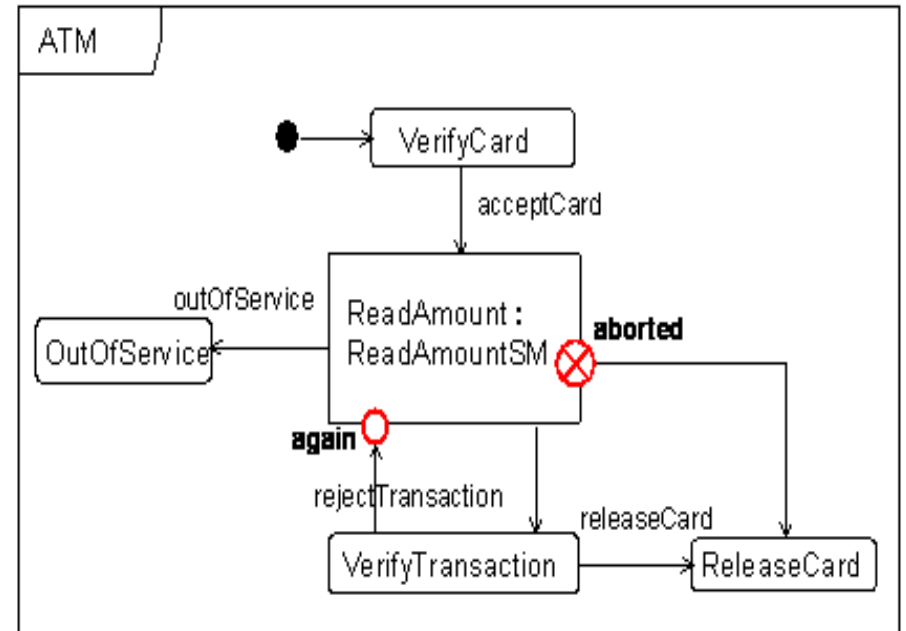 ATM
VerifyCard
acceptCard
outOfService
ReadAmount :
ReadAmountSM
aborted
OutOfService
again
rejectTransaction
releaseCard
VerifyTransaction
ReleaseCard